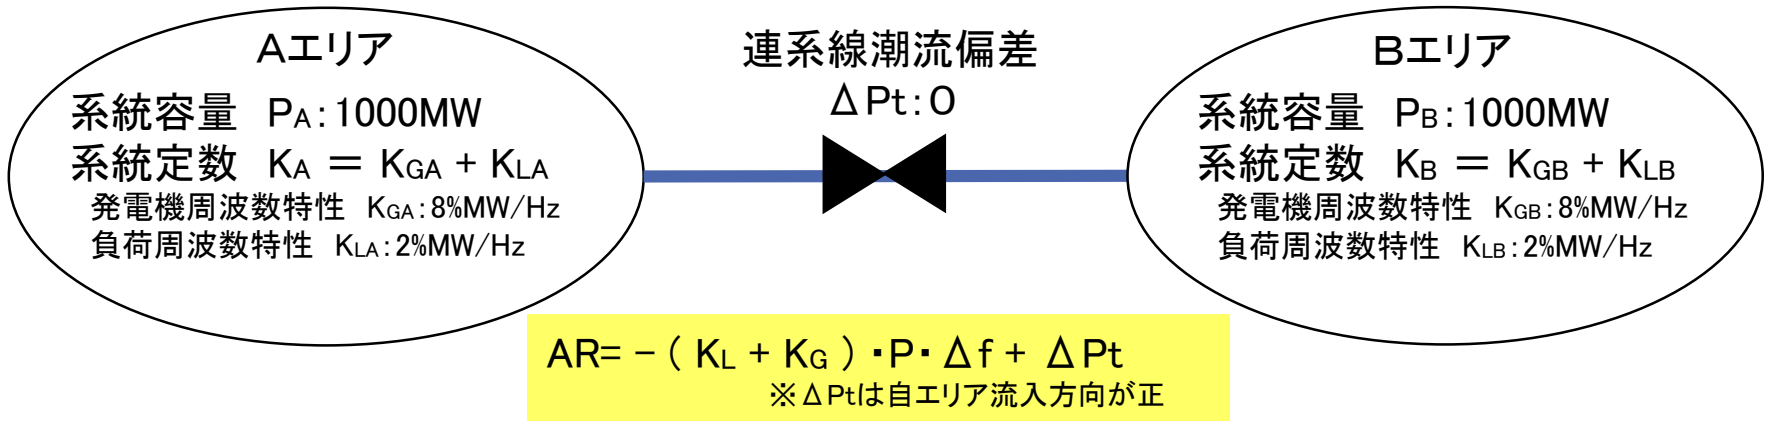 Aエリア
系統容量 PA:1000MW
系統定数 KA = KGA + KLA
発電機周波数特性 KGA:8%MW/Hz
負荷周波数特性 KLA:2%MW/Hz
連系線潮流偏差
ΔPt:0
Bエリア
系統容量 PB:1000MW
系統定数 KB = KGB + KLB
発電機周波数特性 KGB:8%MW/Hz
負荷周波数特性 KLB:2%MW/Hz
AR= -( KL + KG )・P・Δf + ΔPt
※ΔPtは自エリア流入方向が正